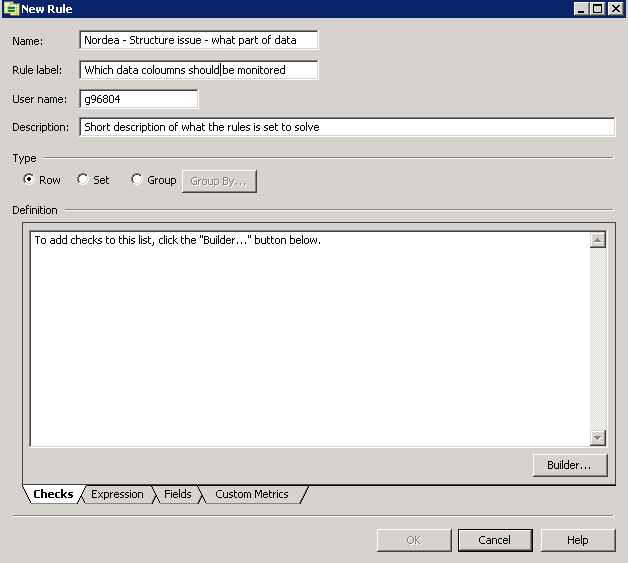 New Rule
Name: Nordea - Structure issue - what part of data
Rule label: Which data coloumns should be monitored
User name: g96804
Description: Short description of what the rules is set to solve
Type
Row Set Group Group By...
Definition
To add checks to this list, click the "Builder..." button below.
Builder...
Checks Expression Fields Custom Metrics
OK Cancel Help